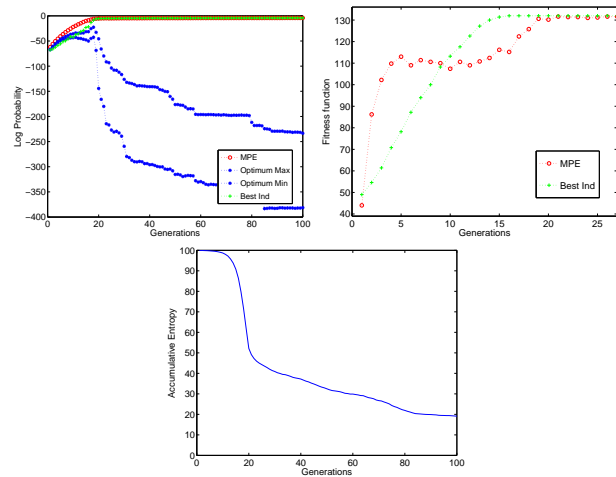 50
0
−50
−100
−150
−200
−250
−300
−350
−400
0 20 40 60 80 100
Log Probability
Generations
MPE
Optimum Max
Optimum Min
Best Ind
130
120
110
100
90
80
70
60
50
40
0 5 10 15 20 25
Fitness function
Generations
MPE
Best Ind
100
90
80
70
60
50
40
30
20
10
0
0 20 40 60 80 100
Accumulative Entropy
Generations